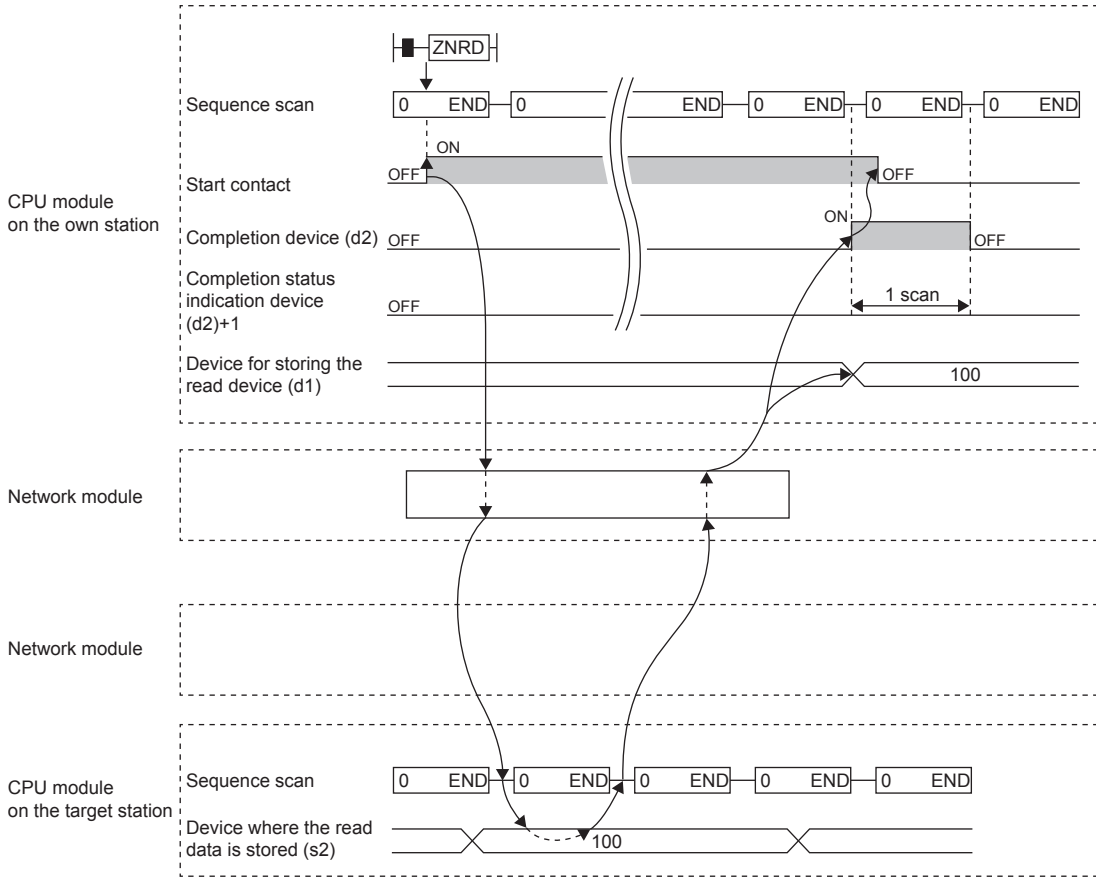 ZNRD
Sequence scan
0 END 0 END 0 END 0 END 0 END
ON
Start contact
OFF OFF
CPU module
on the own station
ON
Completion device (d2)
OFF OFF
Completion status
indication device
(d2)+1
OFF
1 scan
Device for storing the
read device (d1)
100
Network module
Network module
CPU module
on the target station
Sequence scan
0 END 0 END 0 END 0 END 0 END
Device where the read
data is stored (s2)
100